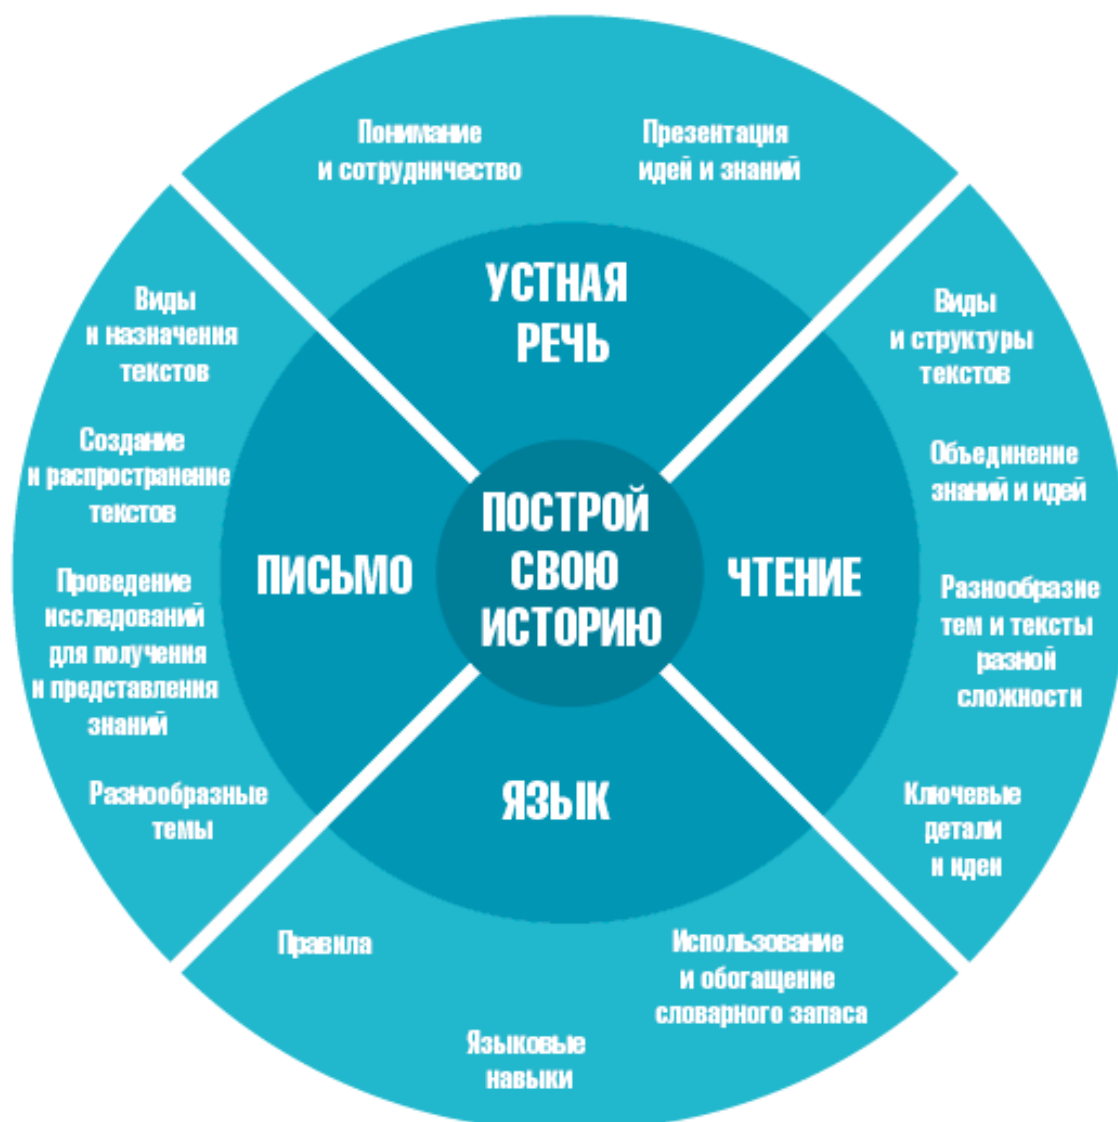 Понимание
и сотрудничество
Презентация
идей и знаний
УСТНАЯ
РЕЧЬ
Виды
и назначения
текстов
Создание
и распространение
текстов
Проведение
исследований
для получения
и представления
знаний
Разнообразные
темы
ПИСЬМО
ПОСТРОЙ
СВОЮ
ИСТОРИЮ
ЧТЕНИЕ
Виды
и структуры
текстов
Объединение
знаний и идей
Разнообразие
тем и тексты
разной
сложности
Ключевые
детали
и идеи
ЯЗЫК
Правила
Языковые
навыки
Использование
и обогащение
словарного запаса